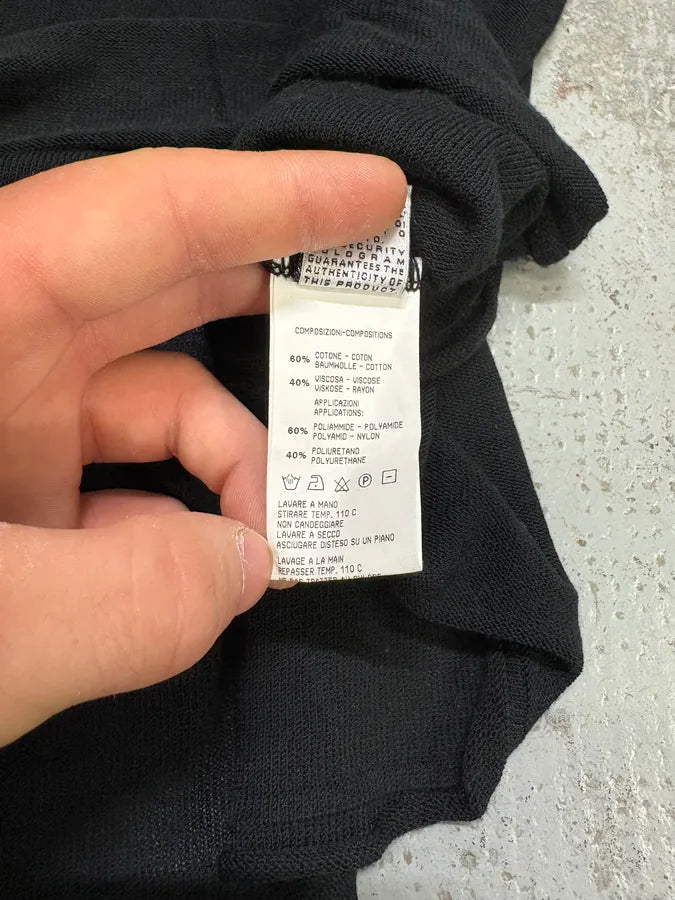 SECURITY
GUARANTEES THE
AUTHENTICITY OF
THIS PRODUCT
COMPOSIZIONI-COMPOSITIONS
60% COTONE - COTON
BAUMWOLLE - COTTON
40% VISCOSA - VISCOSE
VISKOSE - RAYON
APPLICAZIONI
APPLICATIONS:
60% POLIAMMIDE - POLYAMIDE
POLYAMID - NYLON
40% POLIURETANO
POLYURETHANE
P
LAVARE A MANO
STIRARE TEMP. 110 C
NON CANDEGGIARE
LAVARE A SECCO
ASCIUGARE DISTESO SU UN PIANO
LAVAGE A LA MAIN
REPASSER TEMP. 110 C